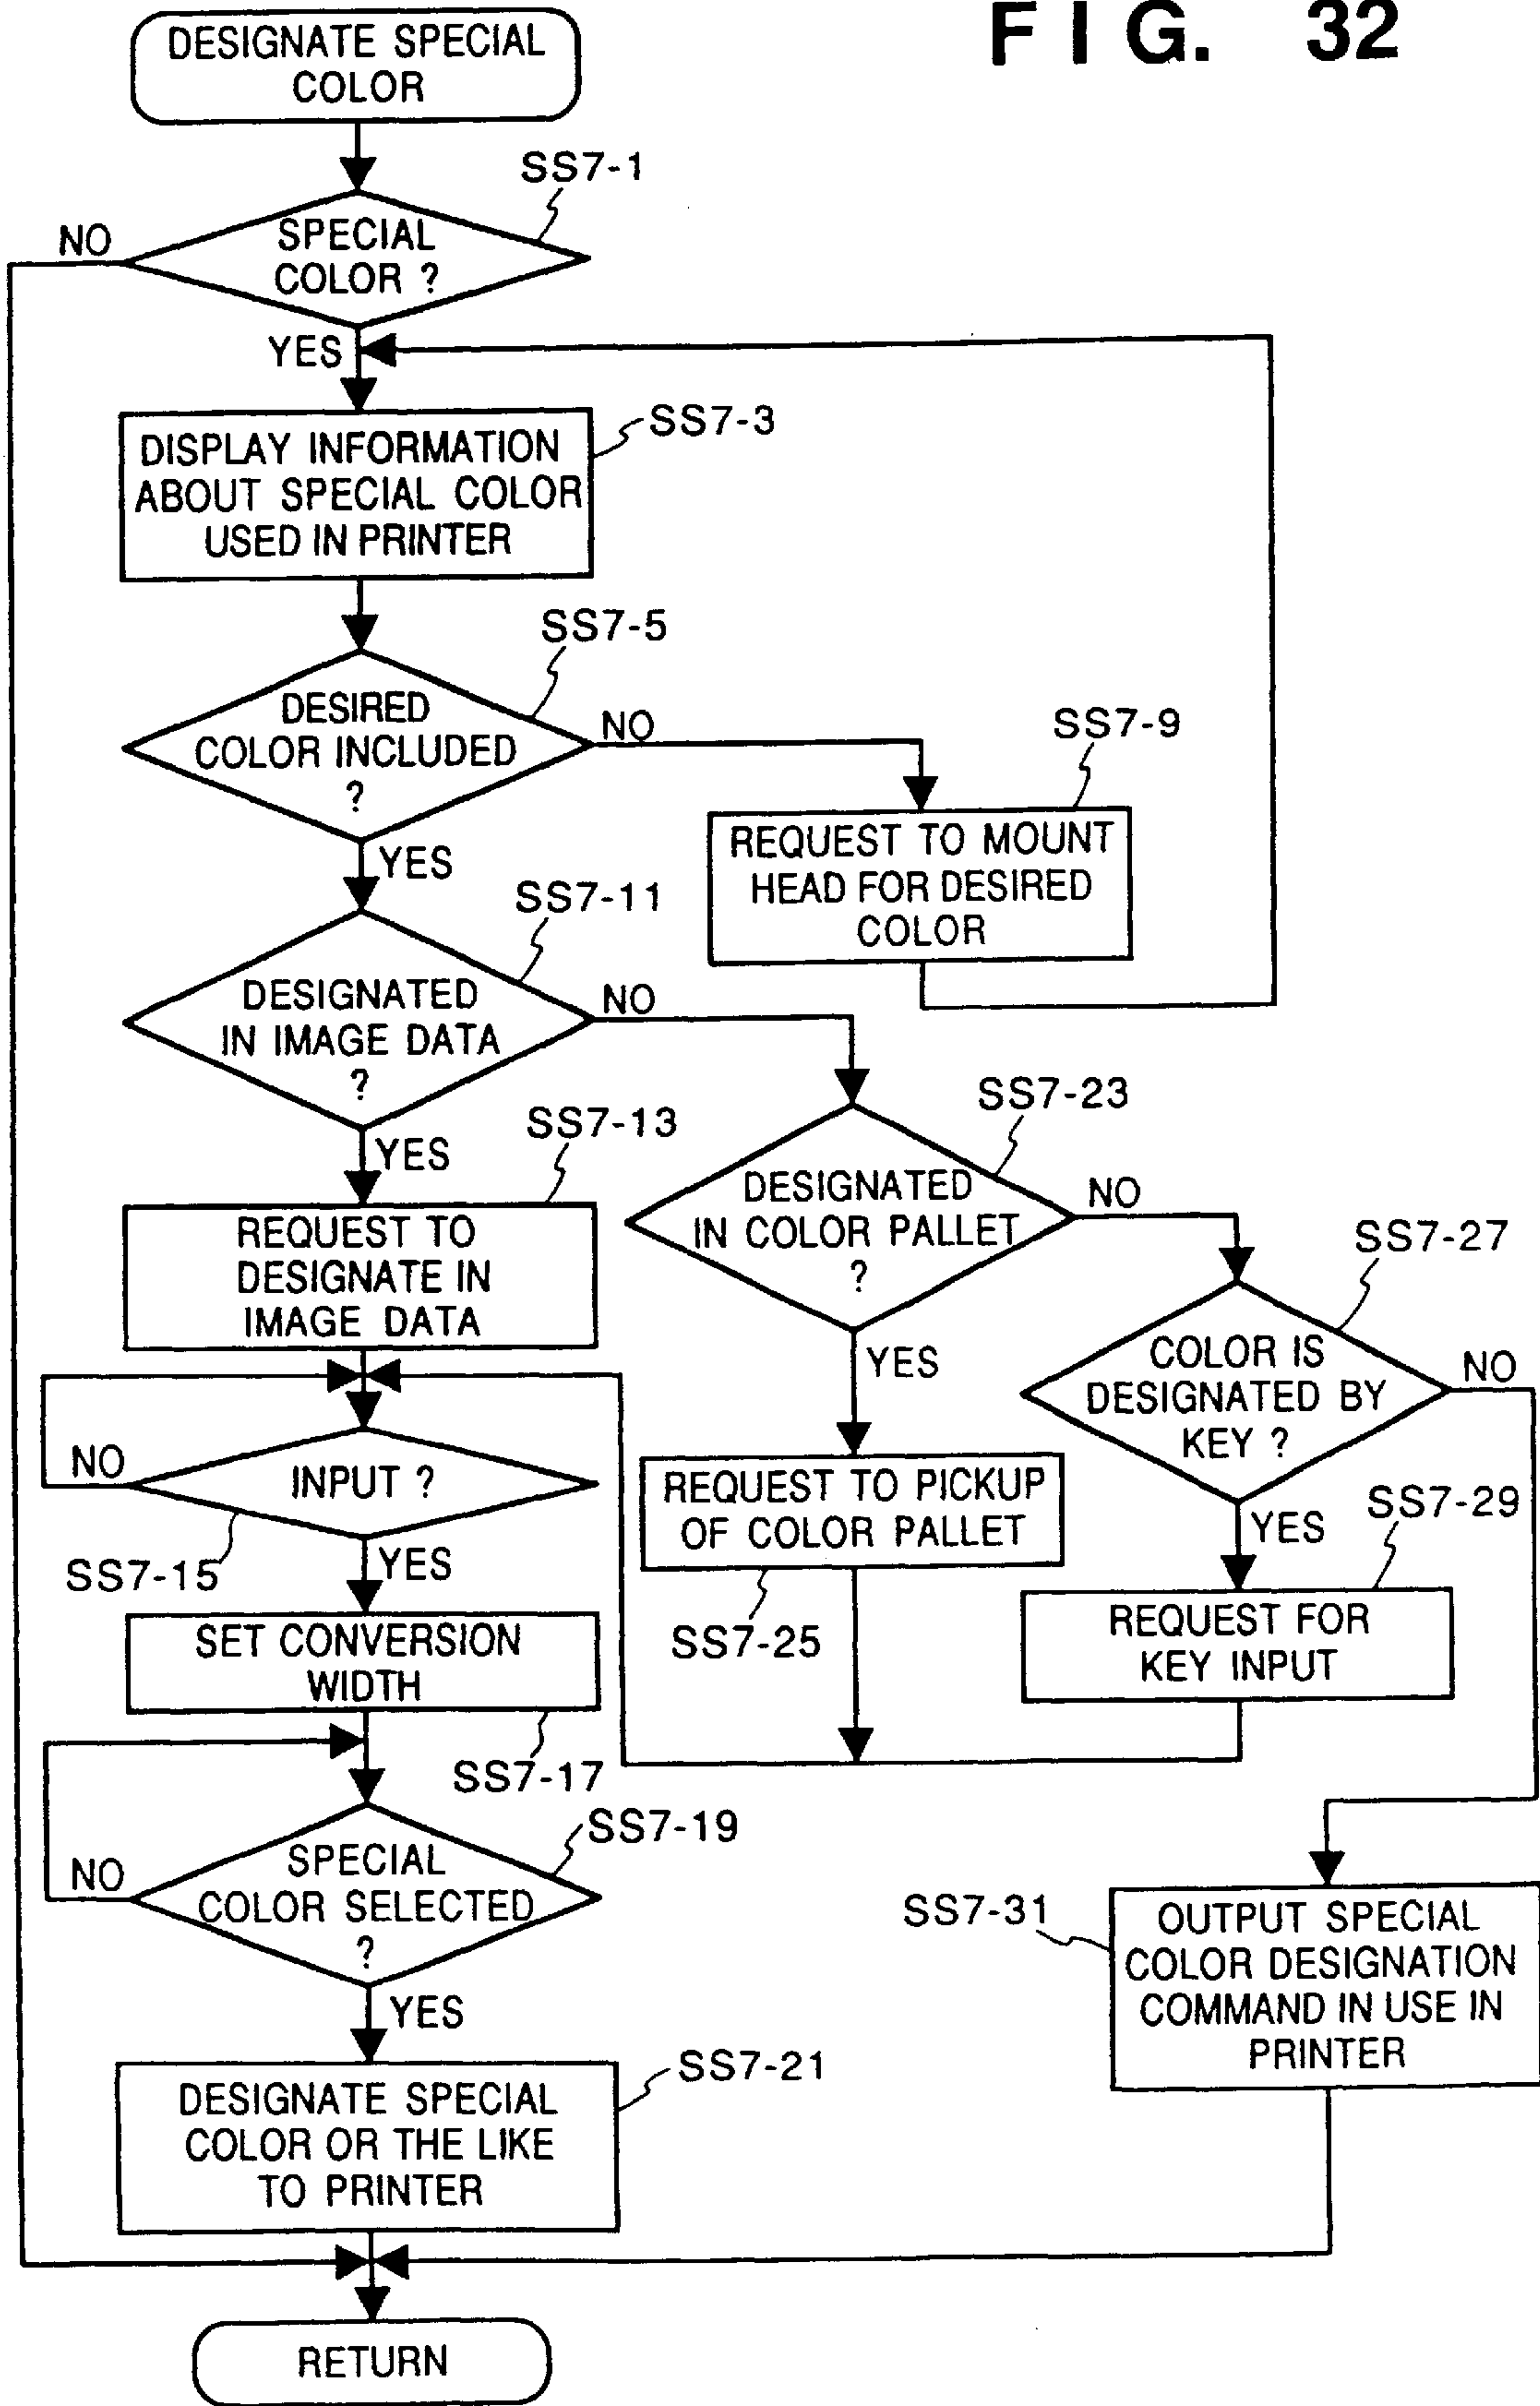 FIG. 32
DESIGNATE SPECIAL
COLOR
SS7-1
SPECIAL
COLOR ?
NO
YES
SS7-3
DISPLAY INFORMATION
ABOUT SPECIAL COLOR
USED IN PRINTER
SS7-5
DESIRED
COLOR INCLUDED
?
NO
YES
SS7-9
REQUEST TO MOUNT
HEAD FOR DESIRED
COLOR
SS7-11
DESIGNATED
IN IMAGE DATA
?
NO
YES
SS7-13
REQUEST TO
DESIGNATE IN
IMAGE DATA
SS7-23
DESIGNATED
IN COLOR PALLET
?
NO
YES
SS7-27
COLOR IS
DESIGNATED BY
KEY ?
NO
YES
INPUT ?
NO
SS7-15
YES
REQUEST TO PICKUP
OF COLOR PALLET
SS7-25
SS7-29
REQUEST FOR
KEY INPUT
SET CONVERSION
WIDTH
SS7-17
SS7-19
SPECIAL
COLOR SELECTED
?
NO
YES
SS7-31
OUTPUT SPECIAL
COLOR DESIGNATION
COMMAND IN USE IN
PRINTER
SS7-21
DESIGNATE SPECIAL
COLOR OR THE LIKE
TO PRINTER
RETURN